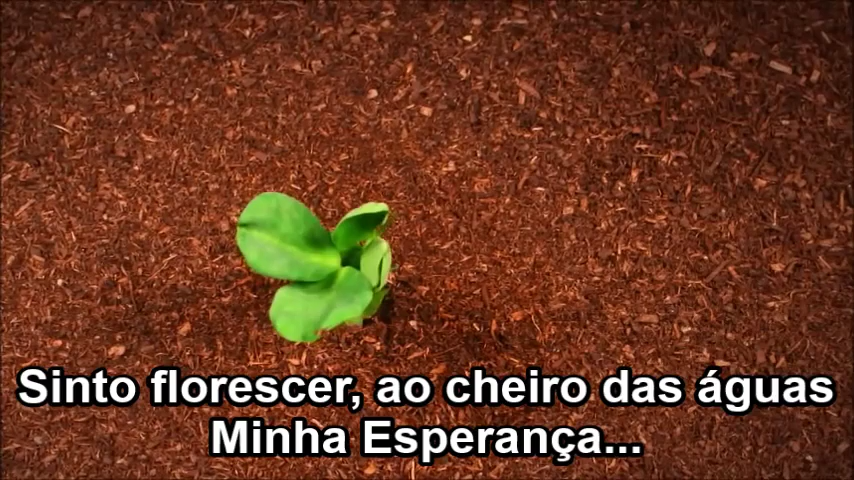 Sinto florescer, ao cheiro das águas
Minha Esperança...